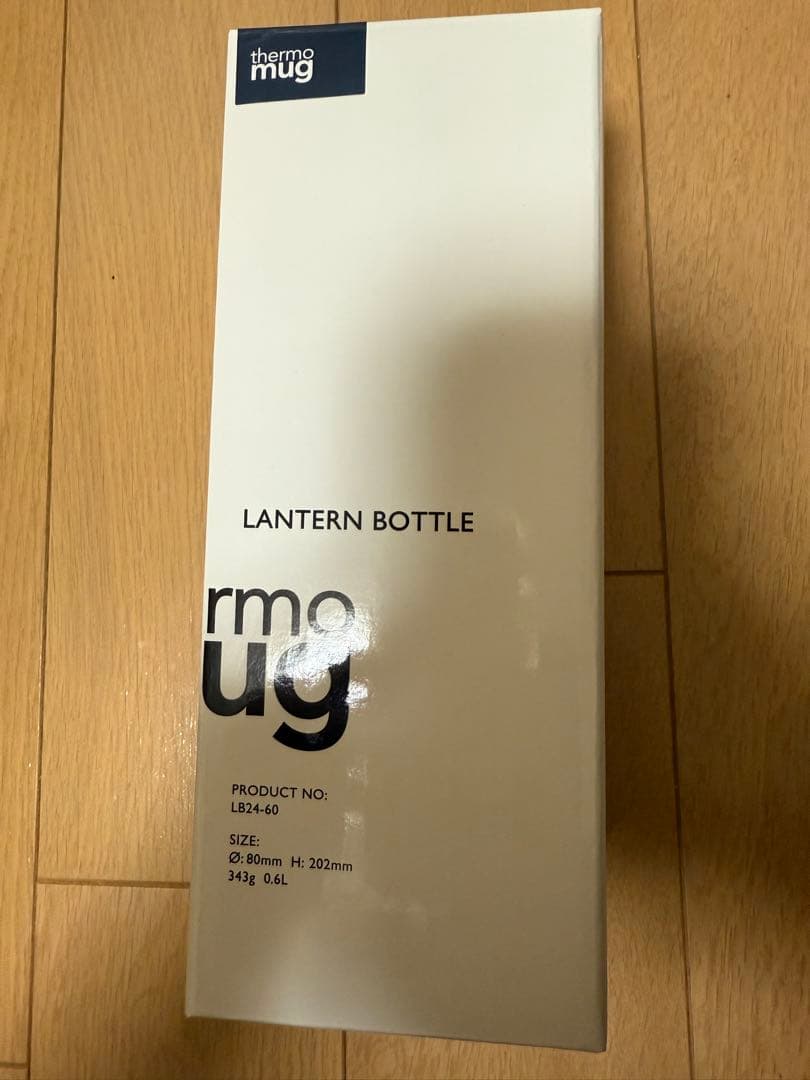 thermo
mug
LANTERN BOTTLE
rmo
ug
PRODUCT NO:
LB24-60
SIZE:
Ø: 80mm H: 202mm
343g 0.6L